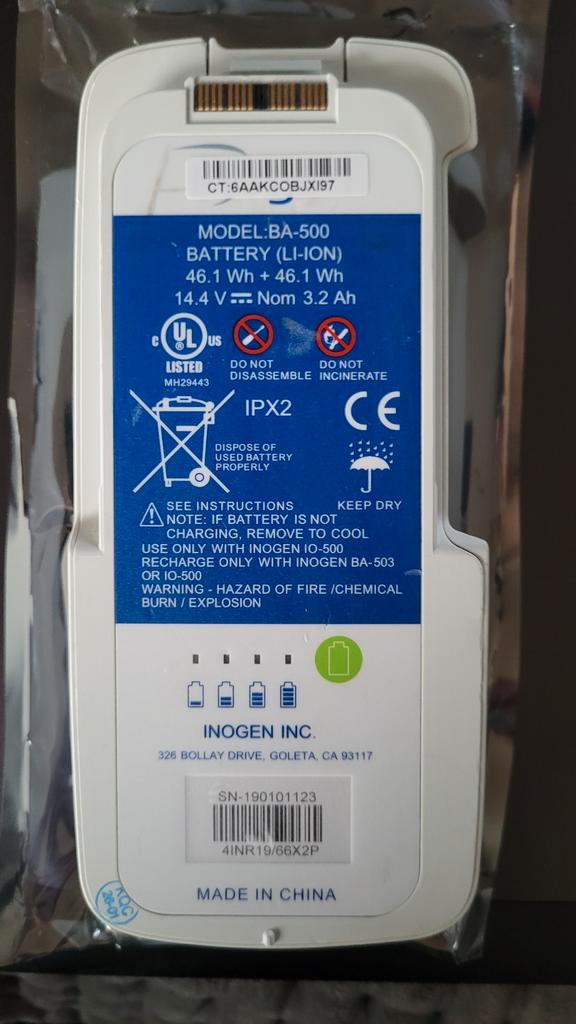 CT:6AAKCOBJXI97
MODEL:BA-500
BATTERY (LI-ION)
46.1 Wh + 46.1 Wh
14.4 V ⎓ Nom 3.2 Ah
C UL ® US
LISTED
MH29443
DO NOT DISASSEMBLE
DO NOT INCINERATE
IPX2
CE
DISPOSE OF
USED BATTERY
PROPERLY
KEEP DRY
SEE INSTRUCTIONS
NOTE: IF BATTERY IS NOT
CHARGING, REMOVE TO COOL
USE ONLY WITH INOGEN IO-500
RECHARGE ONLY WITH INOGEN BA-503
OR IO-500
WARNING - HAZARD OF FIRE /CHEMICAL
BURN / EXPLOSION
INOGEN INC.
326 BOLLAY DRIVE, GOLETA, CA 93117
SN-190101123
4INR19/66X2P
MADE IN CHINA